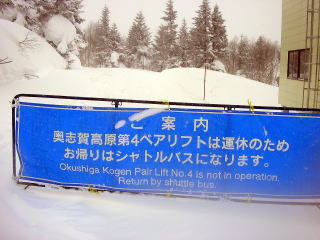 ご案内
奥志賀高原第4ペアリフトは運休のため
お帰りはシャトルバスになります。
Okushiga Kogen Pair Lift No.4 is not in operation.
Return by shuttle bus.